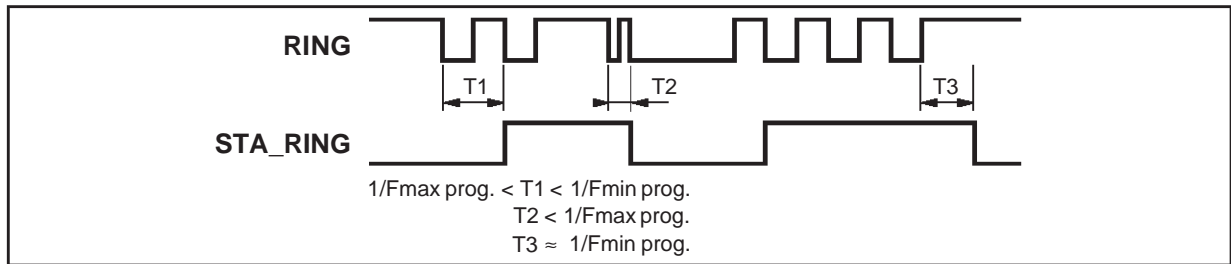 RING
T1
T2
T3
STA_RING
1/Fmax prog. < T1 < 1/Fmin prog.
T2 < 1/Fmax prog.
T3 ≈ 1/Fmin prog.